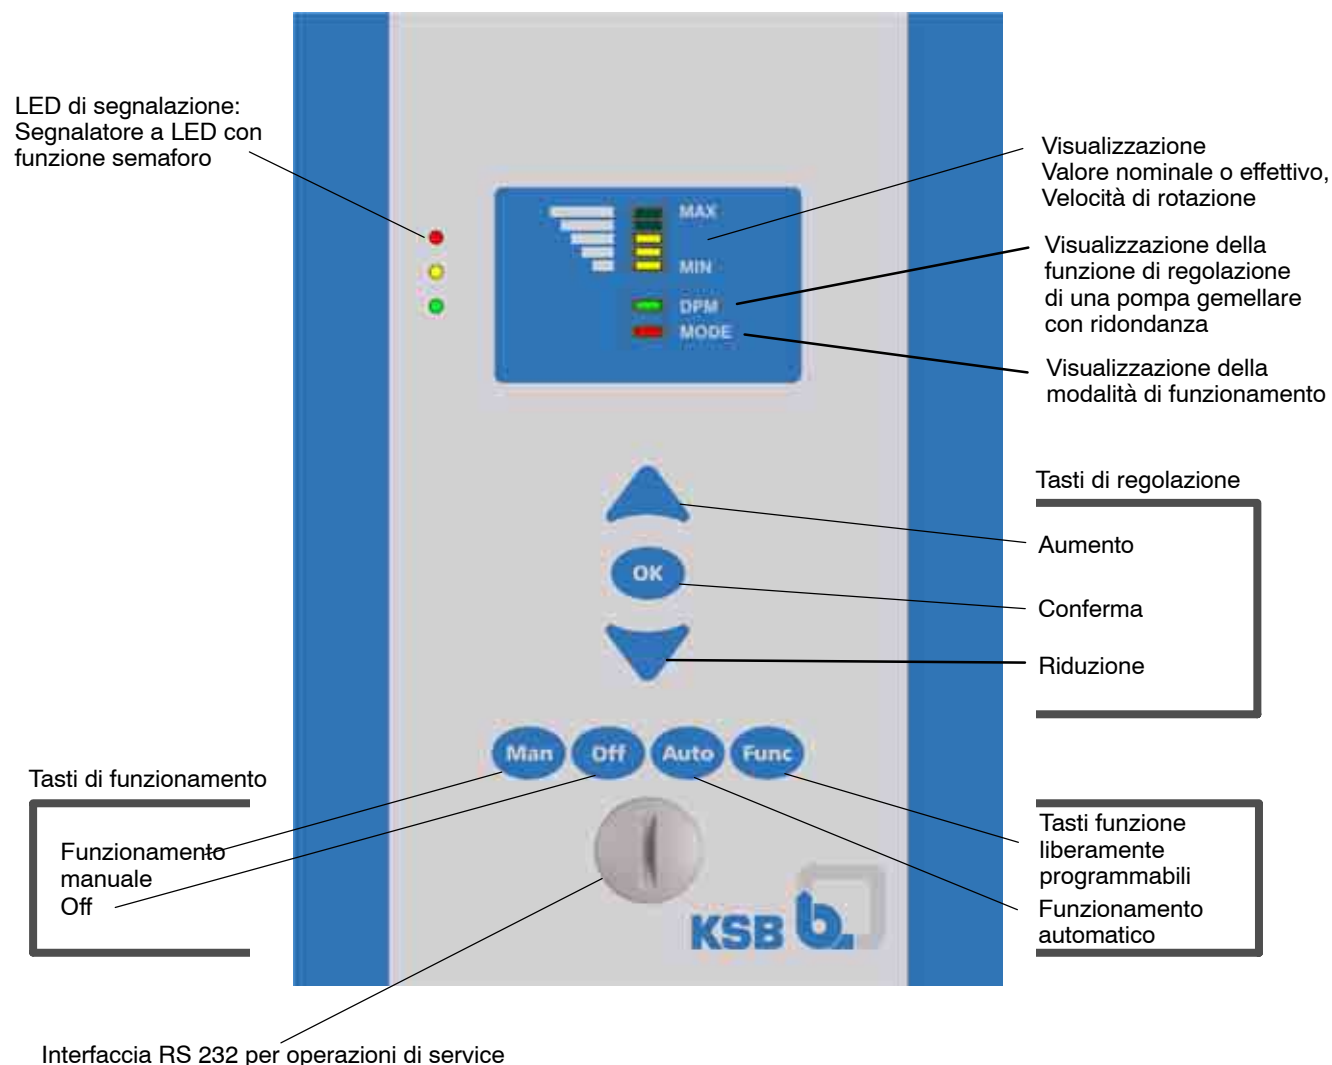 LED di segnalazione:
Segnalatore a LED con
funzione semaforo
MAX
MIN
DPM
MODE
Visualizzazione
Valore nominale o effettivo,
Velocità di rotazione
Visualizzazione della
funzione di regolazione
di una pompa gemellare
con ridondanza
Visualizzazione della
modalità di funzionamento
Tasti di regolazione
Aumento
OK
Conferma
Riduzione
Man
Off
Auto
Func
Tasti di funzionamento
Funzionamento
manuale
Off
Tasti funzione
liberamente
programmabili
Funzionamento
automatico
KSB b.
Interfaccia RS 232 per operazioni di service